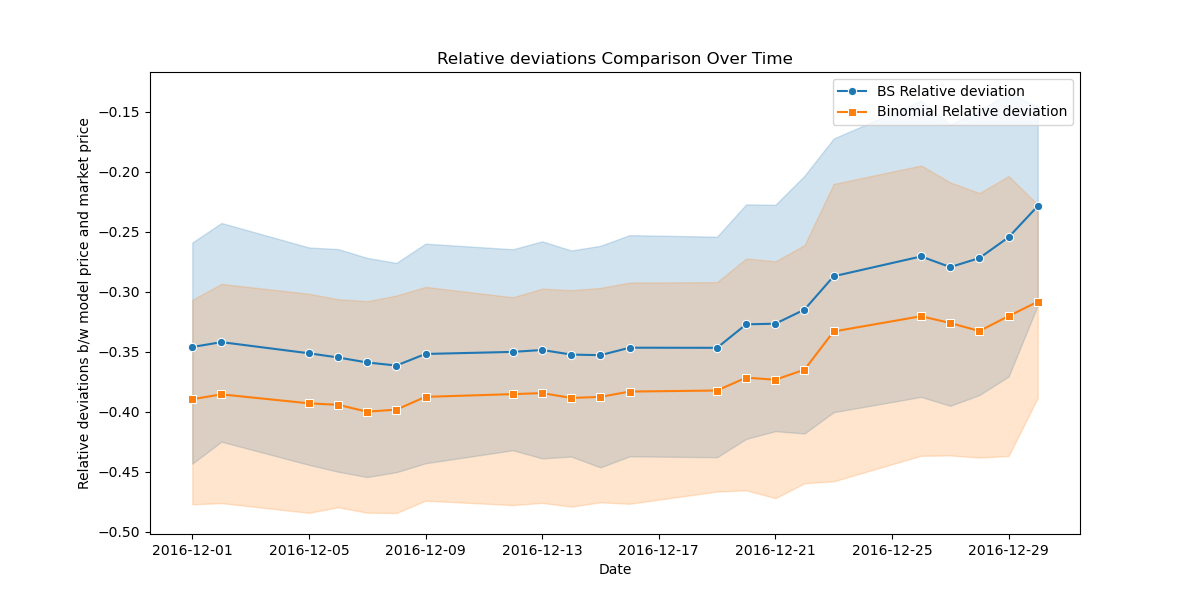 Relative deviations Comparison Over Time
BS Relative deviation
Binomial Relative deviation
Relative deviations b/w model price and market price
−0.15
−0.20
−0.25
−0.30
−0.35
−0.40
−0.45
−0.50
2016-12-01 2016-12-05 2016-12-09 2016-12-13 2016-12-17 2016-12-21 2016-12-25 2016-12-29
Date